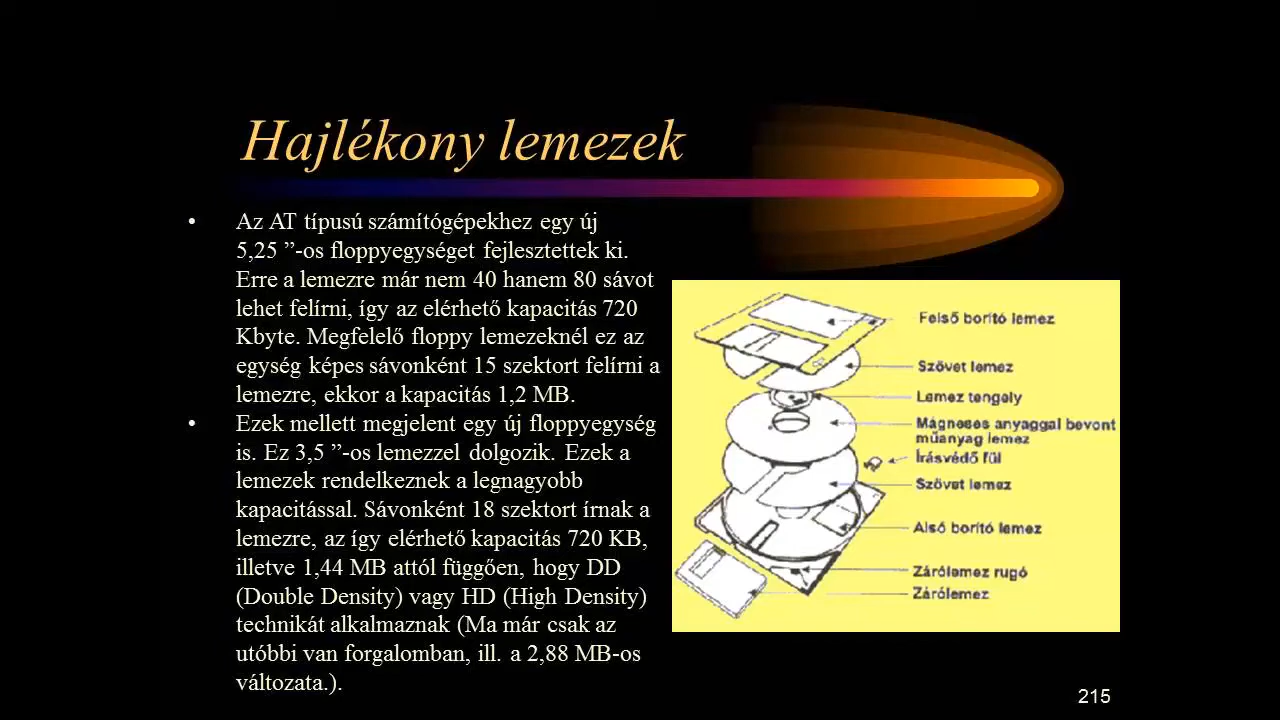 Hajlékony lemezek
• Az AT típusú számítógépekhez egy új
5,25 ”-os floppyegységet fejlesztettek ki.
Erre a lemezre már nem 40 hanem 80 sávot
lehet felírni, így az elérhető kapacitás 720
Kbyte. Megfelelő floppy lemezeknél ez az
egység képes sávonként 15 szektort felírni a
lemezre, ekkor a kapacitás 1,2 MB.
• Ezek mellett megjelent egy új floppyegység
is. Ez 3,5 ”-os lemezzel dolgozik. Ezek a
lemezek rendelkeznek a legnagyobb
kapacitással. Sávonként 18 szektort írnak a
lemezre, az így elérhető kapacitás 720 KB,
illetve 1,44 MB attól függően, hogy DD
(Double Density) vagy HD (High Density)
technikát alkalmaznak (Ma már csak az
utóbbi van forgalomban, ill. a 2,88 MB-os
változata.).
Felső borító lemez
Szövet lemez
Lemez tengely
Mágneses anyaggal bevont
műanyag lemez
Írásvédő fül
Szövet lemez
Alsó borító lemez
Zárólemez rugó
Zárólemez
215